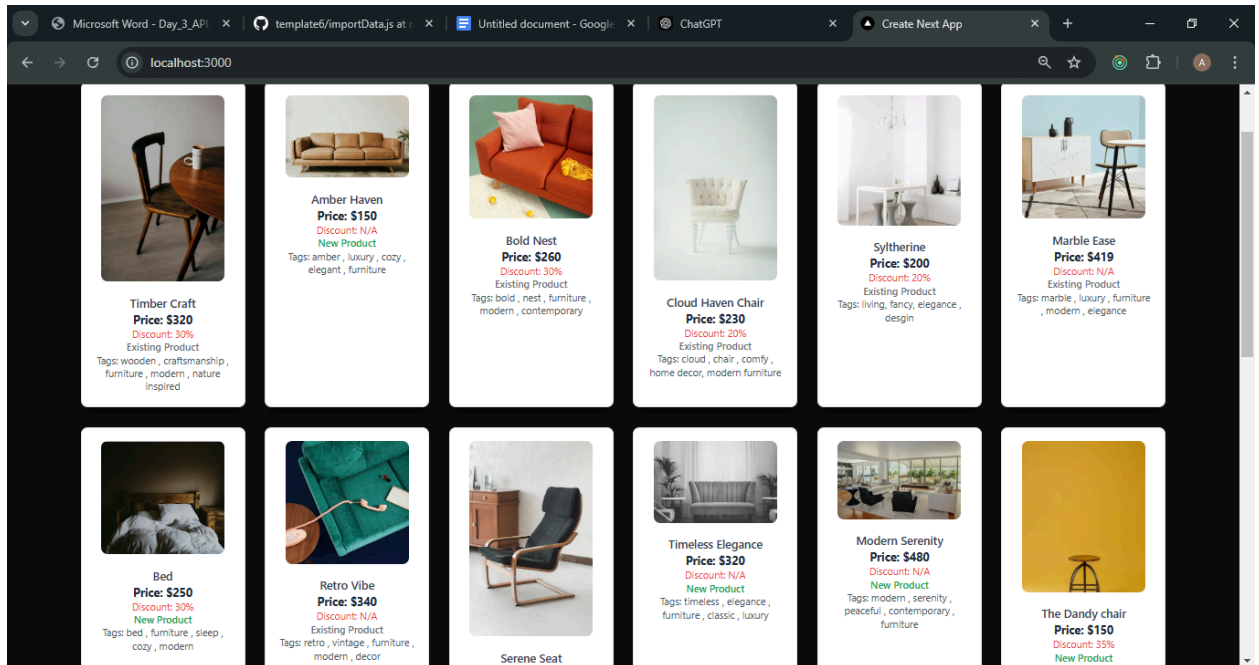 Microsoft Word - Day_3_API
template6/importData.js at
Untitled document - Google
ChatGPT
Create Next App
localhost:3000
A
Timber Craft
Price: $320
Discount: 30%
Existing Product
Tags: wooden , craftsmanship ,
furniture , modern , nature
inspired
Amber Haven
Price: $150
Discount: N/A
New Product
Tags: amber , luxury , cozy ,
elegant , furniture
Bold Nest
Price: $260
Discount: 30%
Existing Product
Tags: bold , nest , furniture ,
modern , contemporary
Cloud Haven Chair
Price: $230
Discount: 20%
Existing Product
Tags: cloud , chair , comfy ,
home decor, modern furniture
Syltherine
Price: $200
Discount: 20%
Existing Product
Tags: living, fancy, elegance ,
desgin
Marble Ease
Price: $419
Discount: N/A
Existing Product
Tags: marble , luxury , furniture
, modern , elegance
Bed
Price: $250
Discount: 30%
New Product
Tags: bed , furniture , sleep ,
cozy , modern
Retro Vibe
Price: $340
Discount: N/A
Existing Product
Tags: retro , vintage , furniture ,
modern , decor
Serene Seat
Timeless Elegance
Price: $320
Discount: N/A
New Product
Tags: timeless , elegance ,
furniture , classic , luxury
Modern Serenity
Price: $480
Discount: N/A
New Product
Tags: modern , serenity ,
peaceful , contemporary ,
furniture
The Dandy chair
Price: $150
Discount: 35%
New Product